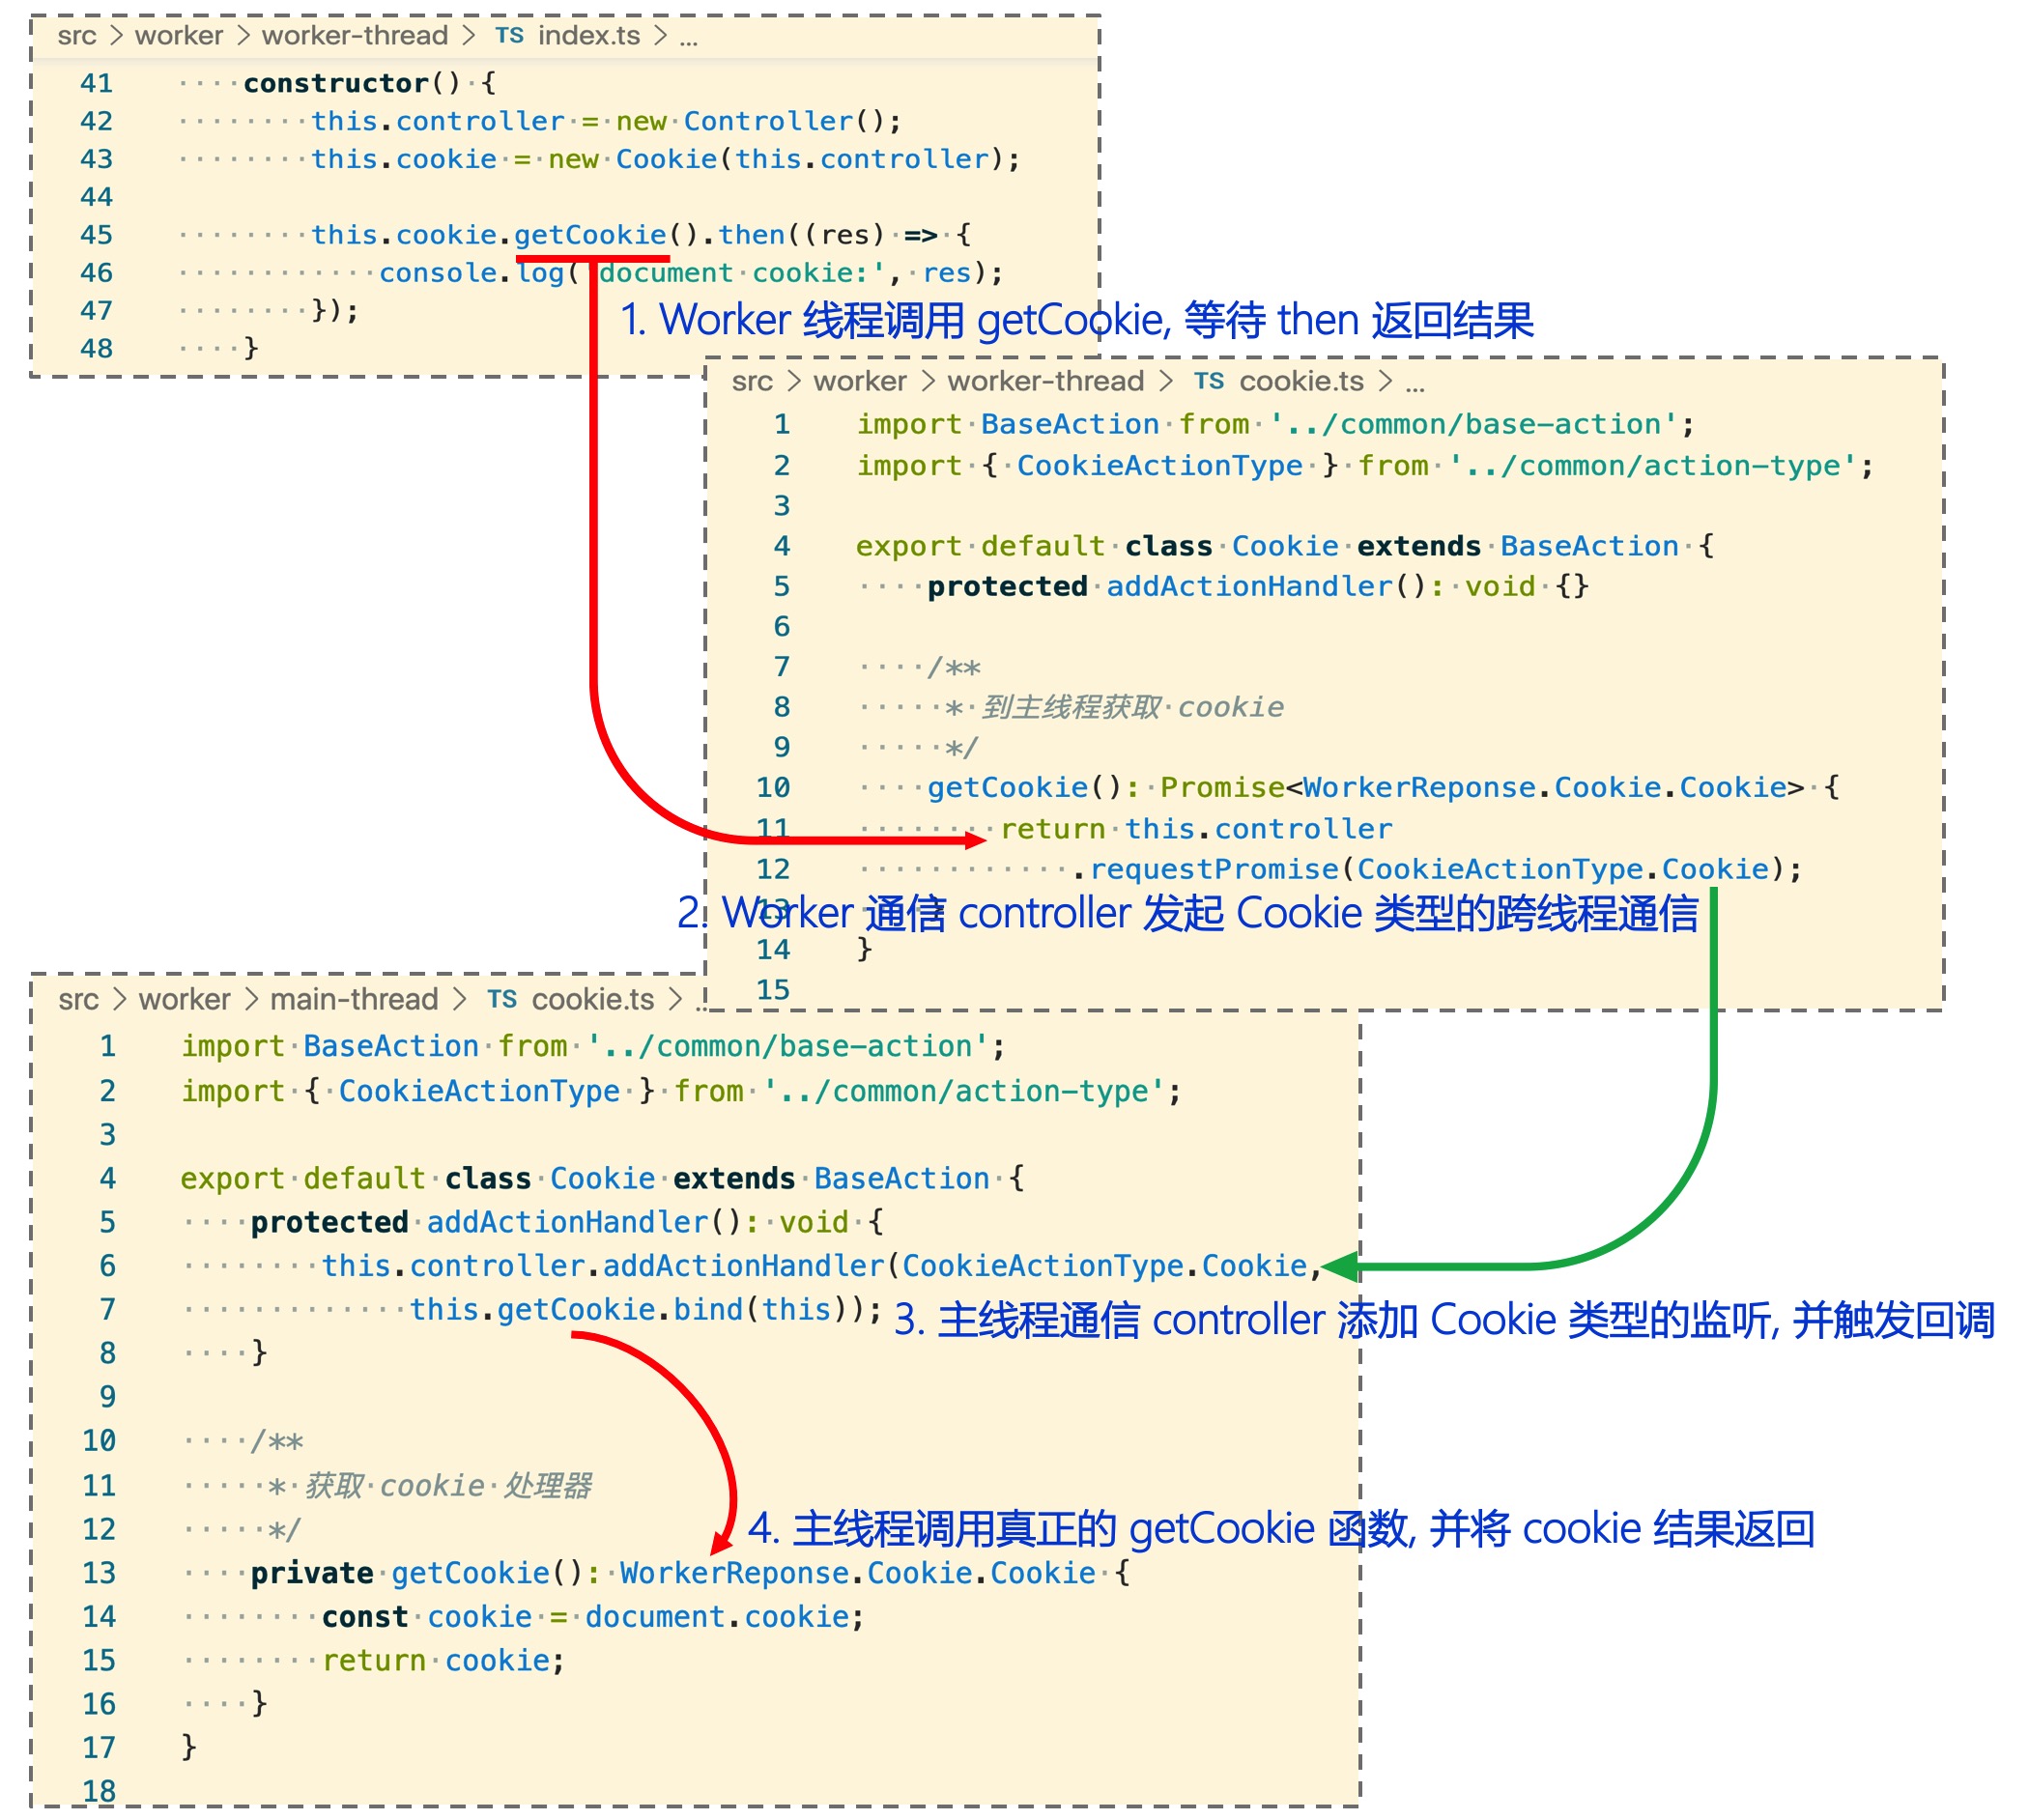 src > worker > worker-thread > TS index.ts > ...
41 constructor() {
42 this.controller = new Controller();
43 this.cookie = new Cookie(this.controller);
44
45 this.cookie.getCookie().then((res) => {
46 console.log('document cookie:', res);
47 });
48 }
1. Worker 线程调用 getCookie, 等待 then 返回结果
src > worker > worker-thread > TS cookie.ts > ...
1 import BaseAction from '../common/base-action';
2 import { CookieActionType } from '../common/action-type';
3
4 export default class Cookie extends BaseAction {
5 protected addActionHandler(): void {}
6
7 /**
8 * 到主线程获取 cookie
9 */
10 getCookie(): Promise<WorkerReponse.Cookie.Cookie> {
11 return this.controller
12 .requestPromise(CookieActionType.Cookie);
13 }
2. Worker 通信 controller 发起 Cookie 类型的跨线程通信
14 }
15
src > worker > main-thread > TS cookie.ts > ..
1 import BaseAction from '../common/base-action';
2 import { CookieActionType } from '../common/action-type';
3
4 export default class Cookie extends BaseAction {
5 protected addActionHandler(): void {
6 this.controller.addActionHandler(CookieActionType.Cookie,
7 this.getCookie.bind(this));
3. 主线程通信 controller 添加 Cookie 类型的监听, 并触发回调
8 }
9
10 /**
11 * 获取 cookie 处理器
12 */
4. 主线程调用真正的 getCookie 函数, 并将 cookie 结果返回
13 private getCookie(): WorkerReponse.Cookie.Cookie {
14 const cookie = document.cookie;
15 return cookie;
16 }
17 }
18